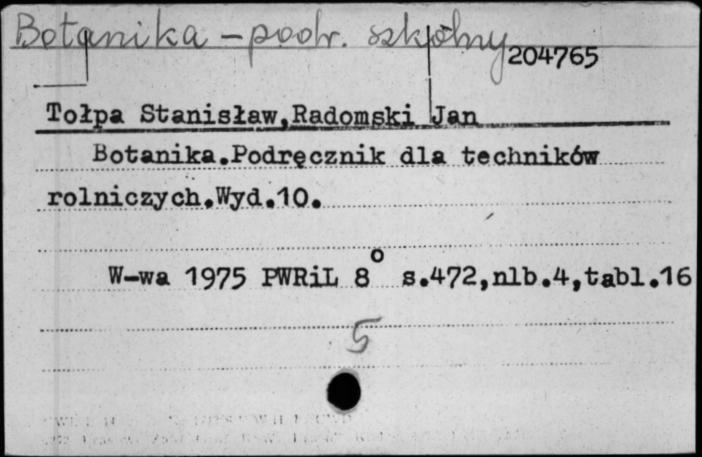 Botanika – podr. szkolny
204765
Tołpa Stanisław,Radomski Jan
Botanika.Podręcznik dla techników
rolniczych.Wyd.10.
W-wa 1975 PWRiL 8° s.472,nlb.4,tabl.16
5